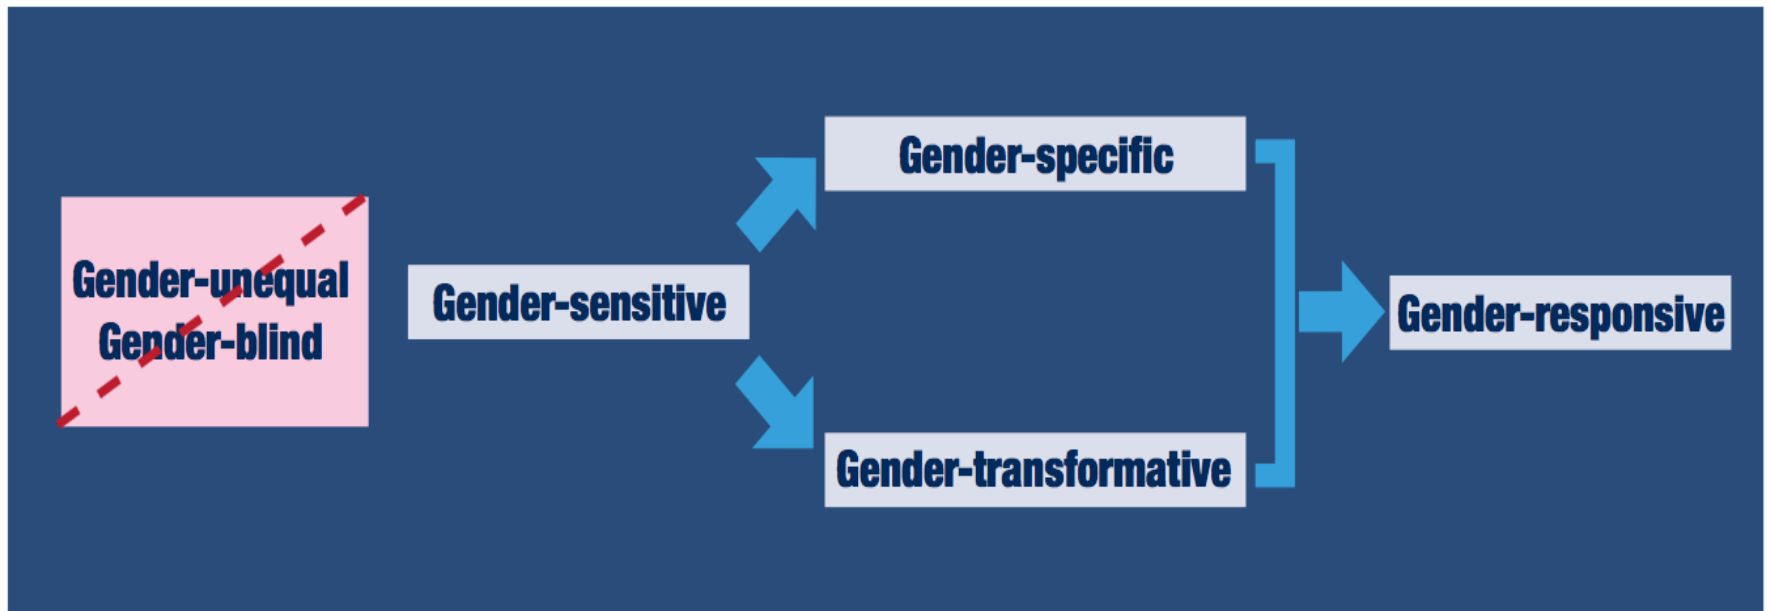 Gender-unequal
Gender-blind
Gender-sensitive
Gender-specific
Gender-transformative
Gender-responsive